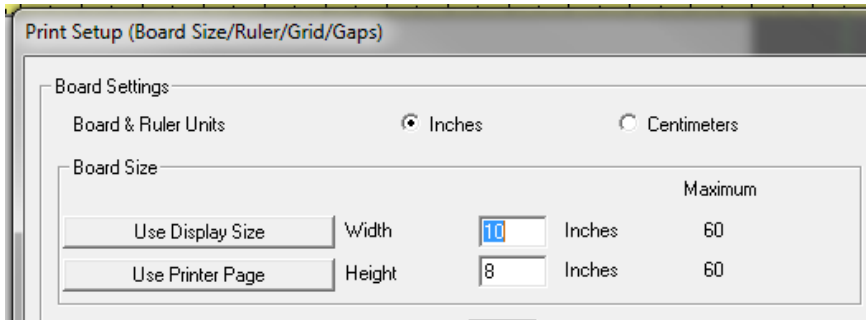 Print Setup (Board Size/Ruler/Grid/Gaps)
Board Settings
Board & Ruler Units Inches Centimeters
Board Size
Maximum
Use Display Size Width 10 Inches 60
Use Printer Page Height 8 Inches 60